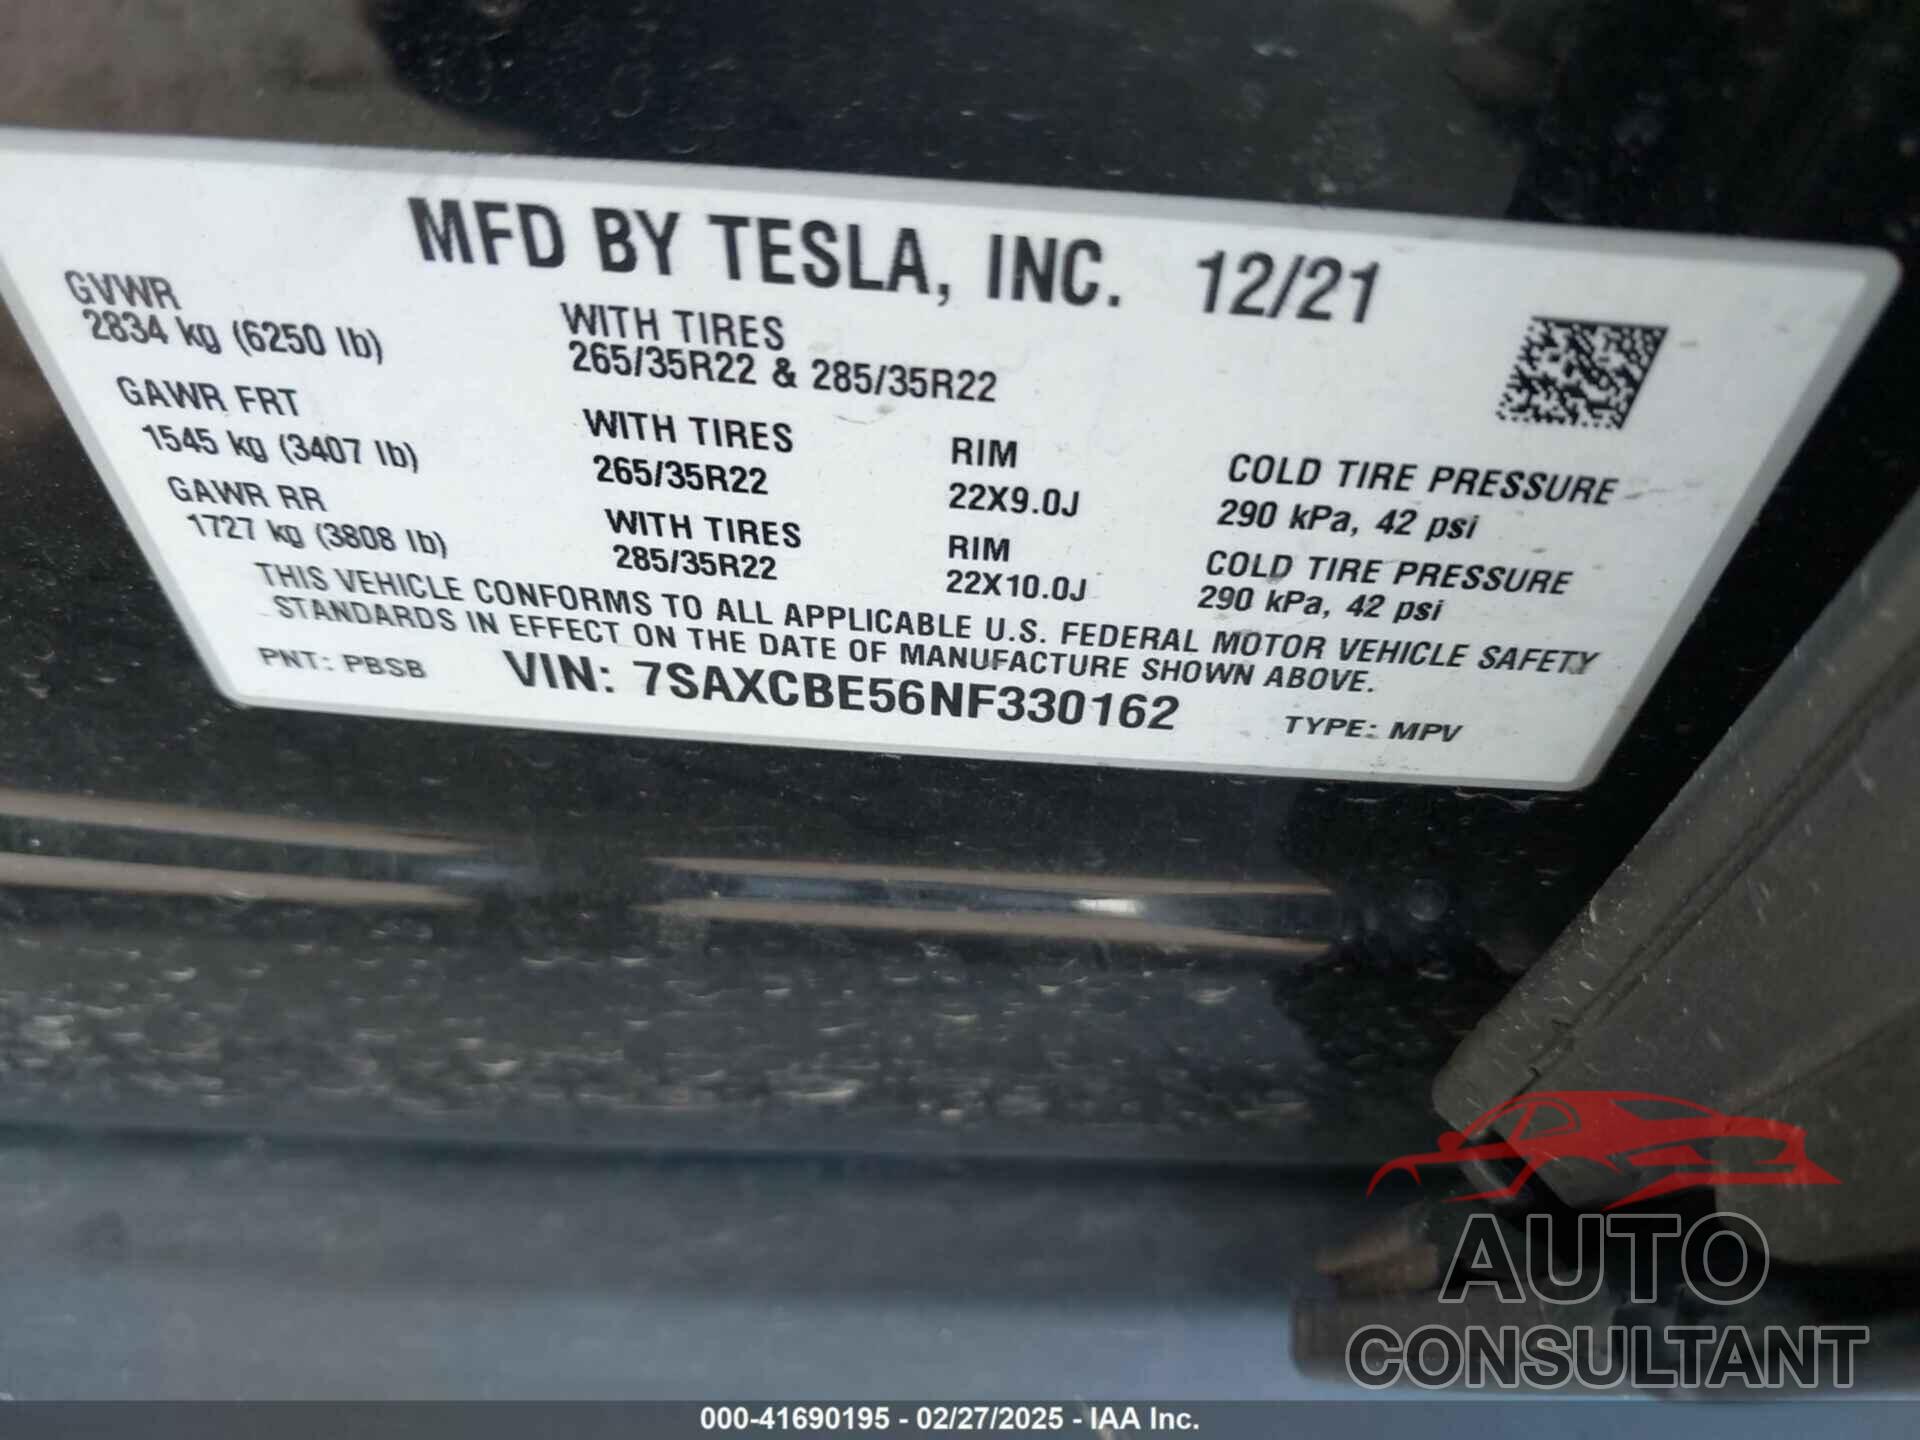 MFD BY TESLA, INC. 12/21
GVWR
2834 kg (6250 lb)
WITH TIRES
265/35R22 & 285/35R22
GAWR FRT
1545 kg (3407 lb)
WITH TIRES
265/35R22
RIM
22X9.0J
COLD TIRE PRESSURE
290 kPa, 42 psi
GAWR RR
1727 kg (3808 lb)
WITH TIRES
285/35R22
RIM
22X10.0J
COLD TIRE PRESSURE
290 kPa, 42 psi
THIS VEHICLE CONFORMS TO ALL APPLICABLE U.S. FEDERAL MOTOR VEHICLE SAFETY
STANDARDS IN EFFECT ON THE DATE OF MANUFACTURE SHOWN ABOVE.
PNT: PBSB VIN: 7SAXCBE56NF330162 TYPE: MPV
AUTO
CONSULTANT
000-41690195 - 02/27/2025 - IAA Inc.